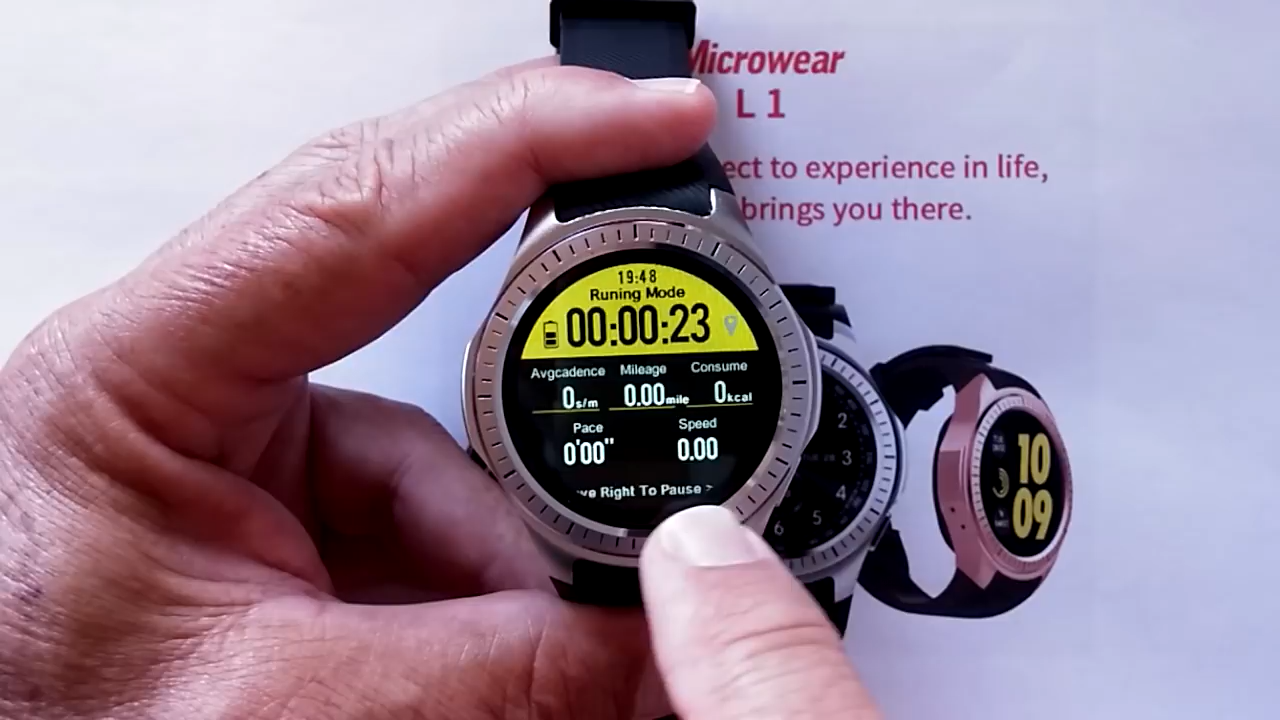 Microwear
L 1
ect to experience in life,
brings you there.
19:48
Runing Mode
00:00:23
Avgcadence Mileage Consume
0s/m 0.00mile 0kcal
Pace Speed
0'00" 0.00
ve Right To Pause >
2
3
4
5
6
10
09